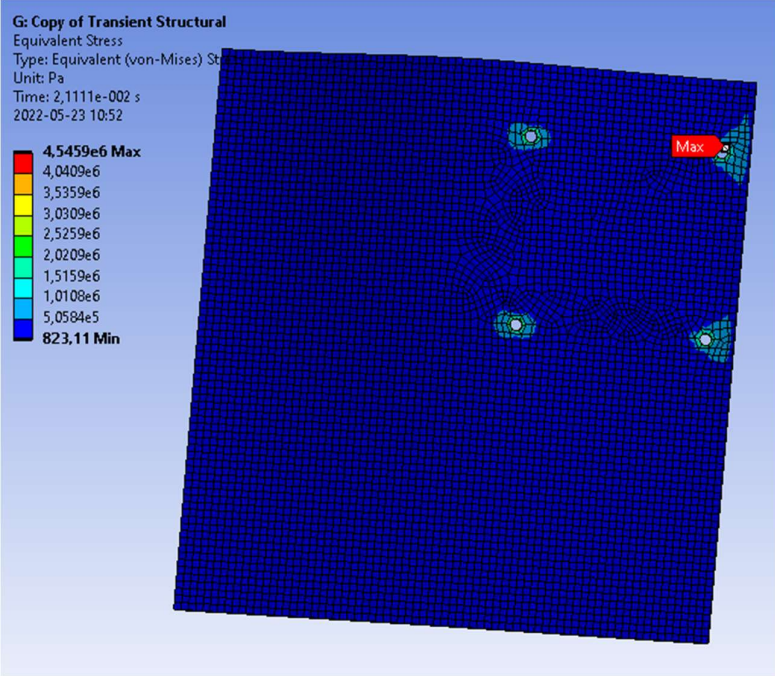 G: Copy of Transient Structural
Equivalent Stress
Type: Equivalent (von-Mises) St
Unit: Pa
Time: 2,1111e-002 s
2022-05-23 10:52
4,5459e6 Max
4,0409e6
3,5359e6
3,0309e6
2,5259e6
2,0209e6
1,5159e6
1,0108e6
5,0584e5
823,11 Min
Max